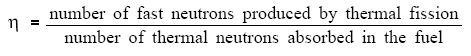 η = number of fast neutrons produced by thermal fission
number of thermal neutrons absorbed in the fuel